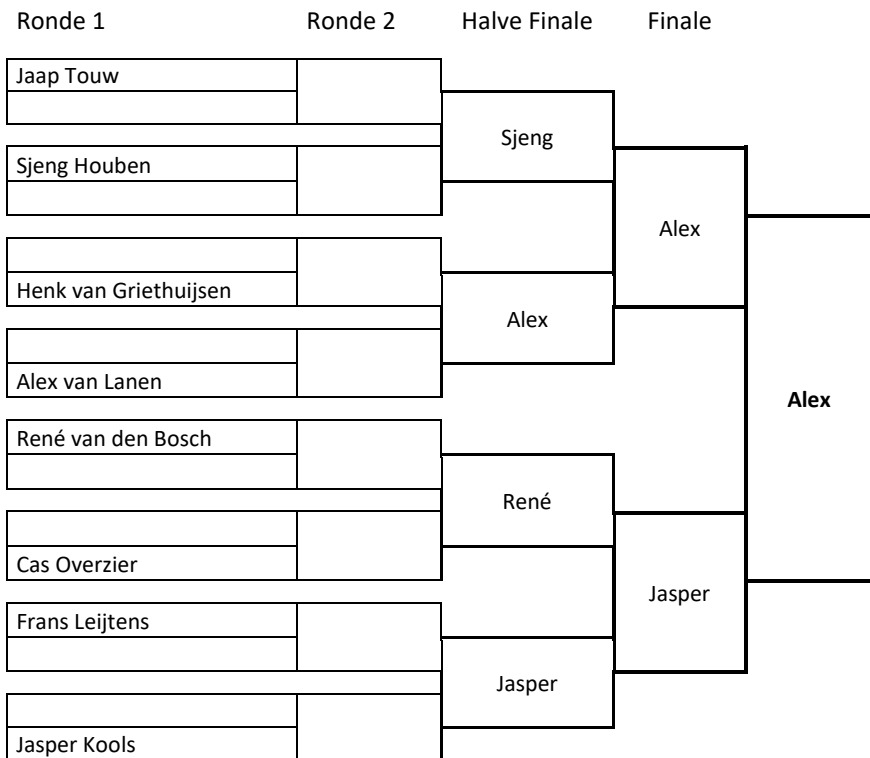 Ronde 1 Ronde 2 Halve Finale Finale
Jaap Touw
Sjeng
Sjeng Houben
Alex
Henk van Griethuijsen
Alex
Alex van Lanen
Alex
René van den Bosch
René
Cas Overzier
Jasper
Frans Leijtens
Jasper
Jasper Kools